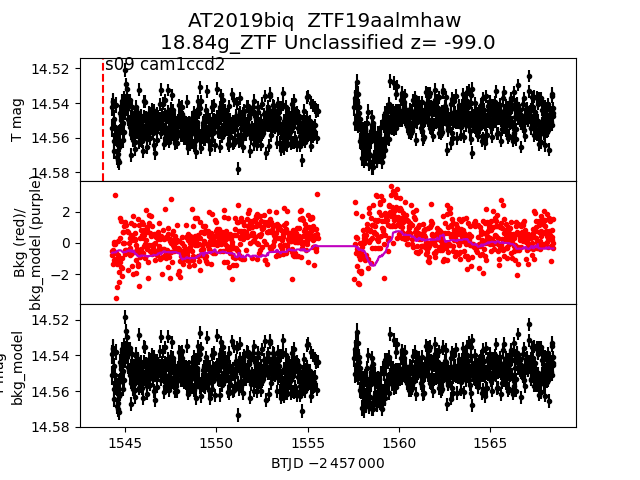 AT2019biq ZTF19aalmhaw
18.84g_ZTF Unclassified z= -99.0
s09 cam1ccd2
T mag
14.52
14.54
14.56
14.58
Bkg (red)/
bkg_model (purple)
2
0
−2
bkg_model
14.52
14.54
14.56
14.58
1545 1550 1555 1560 1565
BTJD −2 457 000